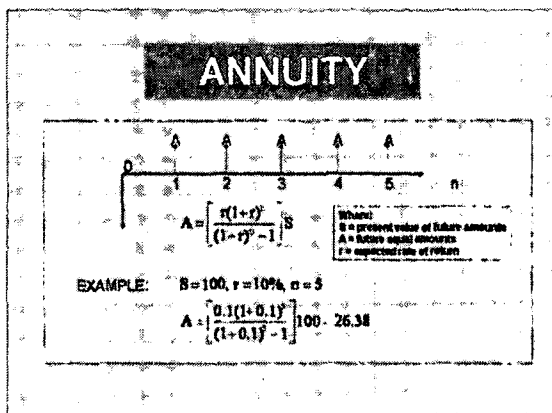 ANNUITY
A A A A A
0
1 2 3 4 5 n
A = [r(1+r)ⁿ / (1+r)ⁿ - 1] S
Where:
S = present value of future amounts
A = future equal amounts
r = expected rate of return
EXAMPLE: S = 100, r = 10%, n = 5
A = [0.1(1+0.1)⁵ / (1+0.1)⁵ - 1] 100 - 26.38